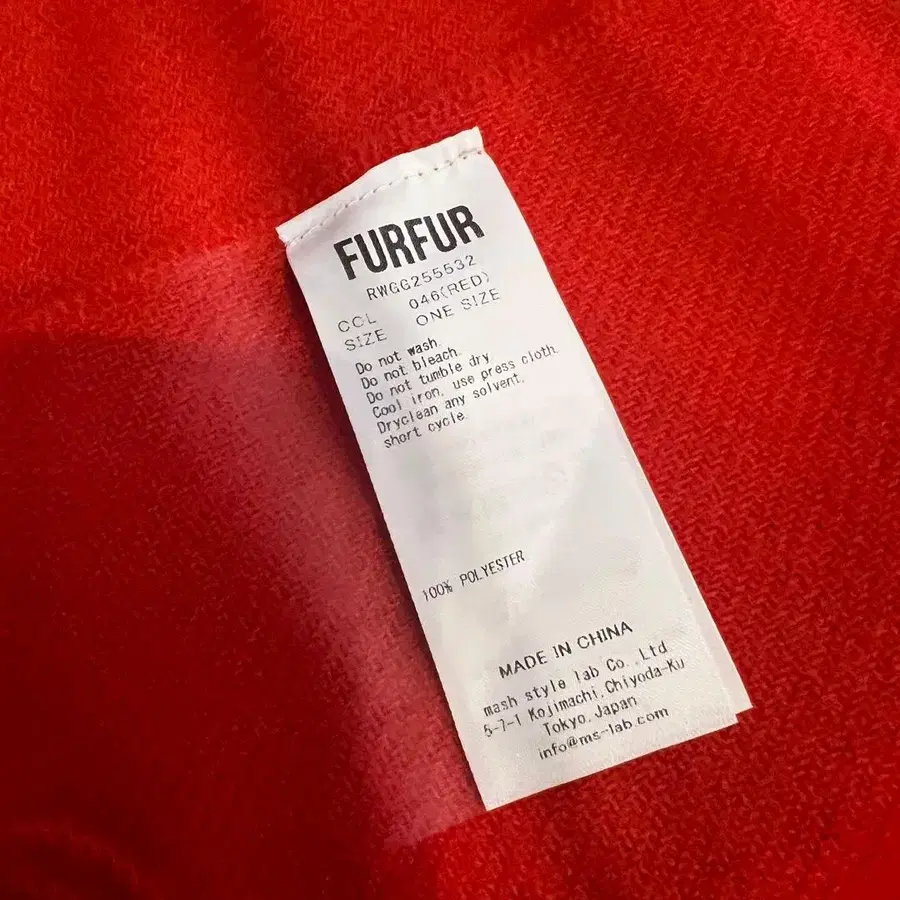 FURFUR
RWGG255532
COL 046(RED)
SIZE ONE SIZE
Do not wash.
Do not bleach.
Do not tumble dry
Cool iron, use press cloth.
Dryclean any solvent,
short cycle.
100% POLYESTER
MADE IN CHINA
mash style lab Co.,Ltd
5-7-1 Kojimachi,Chiyoda-Ku
Tokyo,Japan
info@ms-lab.com